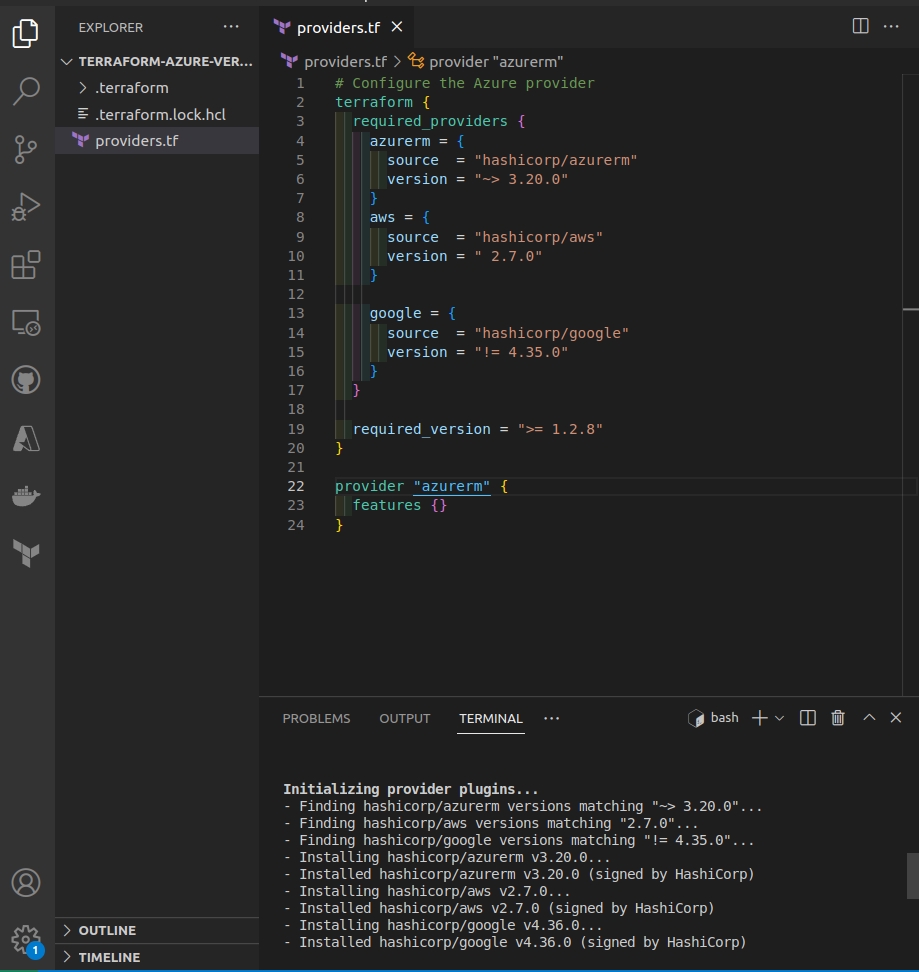 EXPLORER ...
TERRAFORM-AZURE-VER...
.terraform
.terraform.lock.hcl
providers.tf
OUTLINE
TIMELINE
1
providers.tf
providers.tf > provider "azurerm"
1 # Configure the Azure provider
2 terraform {
3 required_providers {
4 azurerm = {
5 source = "hashicorp/azurerm"
6 version = "~> 3.20.0"
7 }
8 aws = {
9 source = "hashicorp/aws"
10 version = " 2.7.0"
11 }
12
13 google = {
14 source = "hashicorp/google"
15 version = "!= 4.35.0"
16 }
17 }
18
19 required_version = ">= 1.2.8"
20 }
21
22 provider "azurerm" {
23 features {}
24 }
PROBLEMS OUTPUT TERMINAL ... bash
Initializing provider plugins...
- Finding hashicorp/azurerm versions matching "~> 3.20.0"...
- Finding hashicorp/aws versions matching "2.7.0"...
- Finding hashicorp/google versions matching "!= 4.35.0"...
- Installing hashicorp/azurerm v3.20.0...
- Installed hashicorp/azurerm v3.20.0 (signed by HashiCorp)
- Installing hashicorp/aws v2.7.0...
- Installed hashicorp/aws v2.7.0 (signed by HashiCorp)
- Installing hashicorp/google v4.36.0...
- Installed hashicorp/google v4.36.0 (signed by HashiCorp)